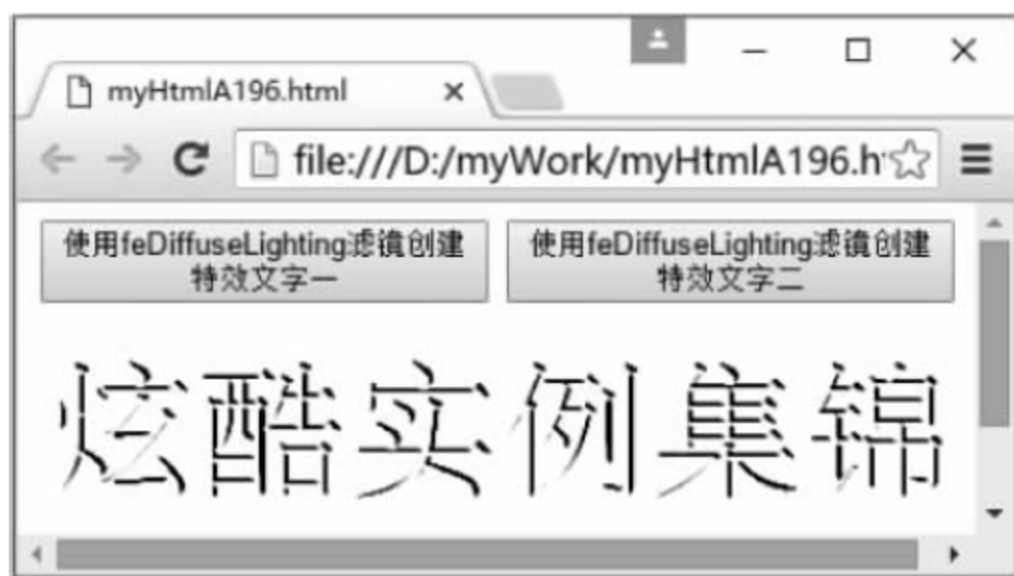 myHtmlA196.html
file:///D:/myWork/myHtmlA196.h
使用feDiffuseLighting滤镜创建
特效文字一
使用feDiffuseLighting滤镜创建
特效文字二
炫酷实例集锦